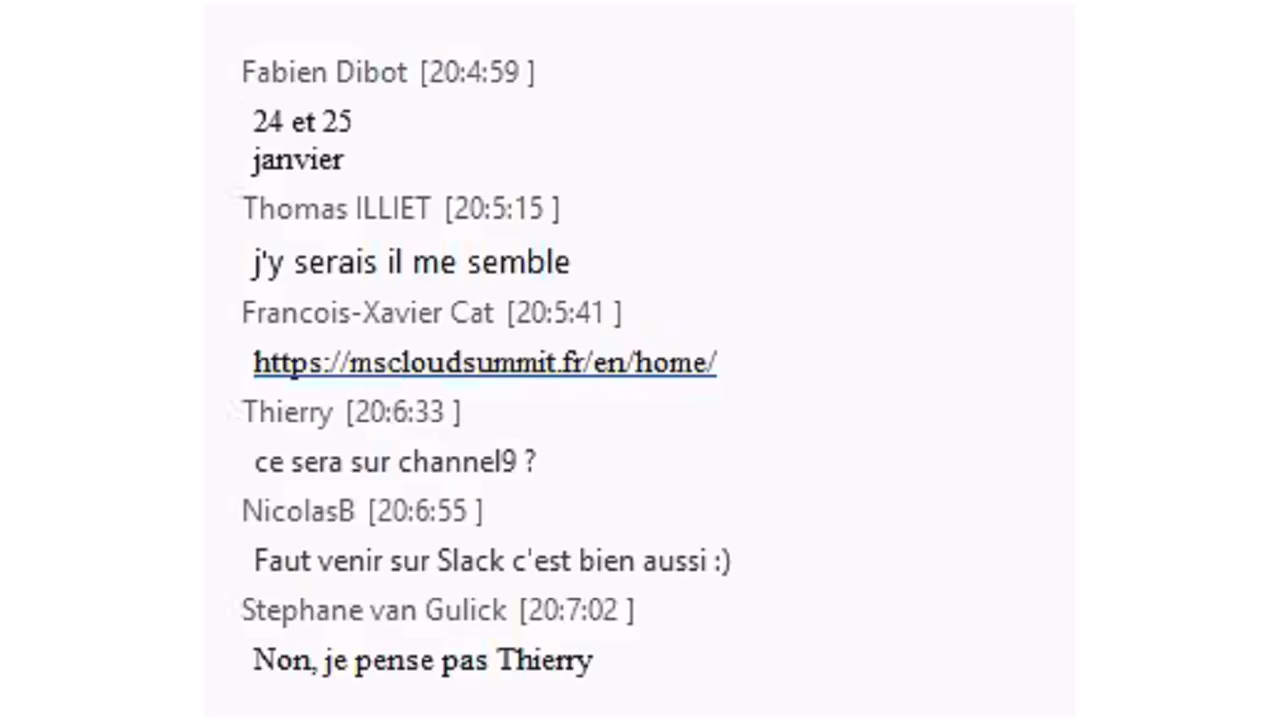 Fabien Dibot [20:4:59 ]
24 et 25
janvier
Thomas ILLIET [20:5:15 ]
j'y serais il me semble
Francois-Xavier Cat [20:5:41 ]
https://mscloudsummit.fr/en/home/
Thierry [20:6:33 ]
ce sera sur channel9 ?
NicolasB [20:6:55 ]
Faut venir sur Slack c'est bien aussi :)
Stephane van Gulick [20:7:02 ]
Non, je pense pas Thierry